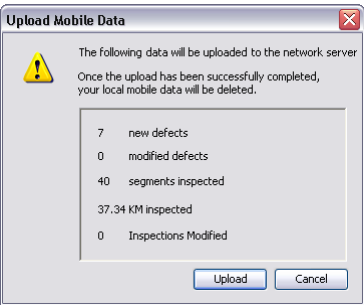 Upload Mobile Data
The following data will be uploaded to the network server
Once the upload has been successfully completed,
your local mobile data will be deleted.
7 new defects
0 modified defects
40 segments inspected
37.34 KM inspected
0 Inspections Modified
Upload Cancel